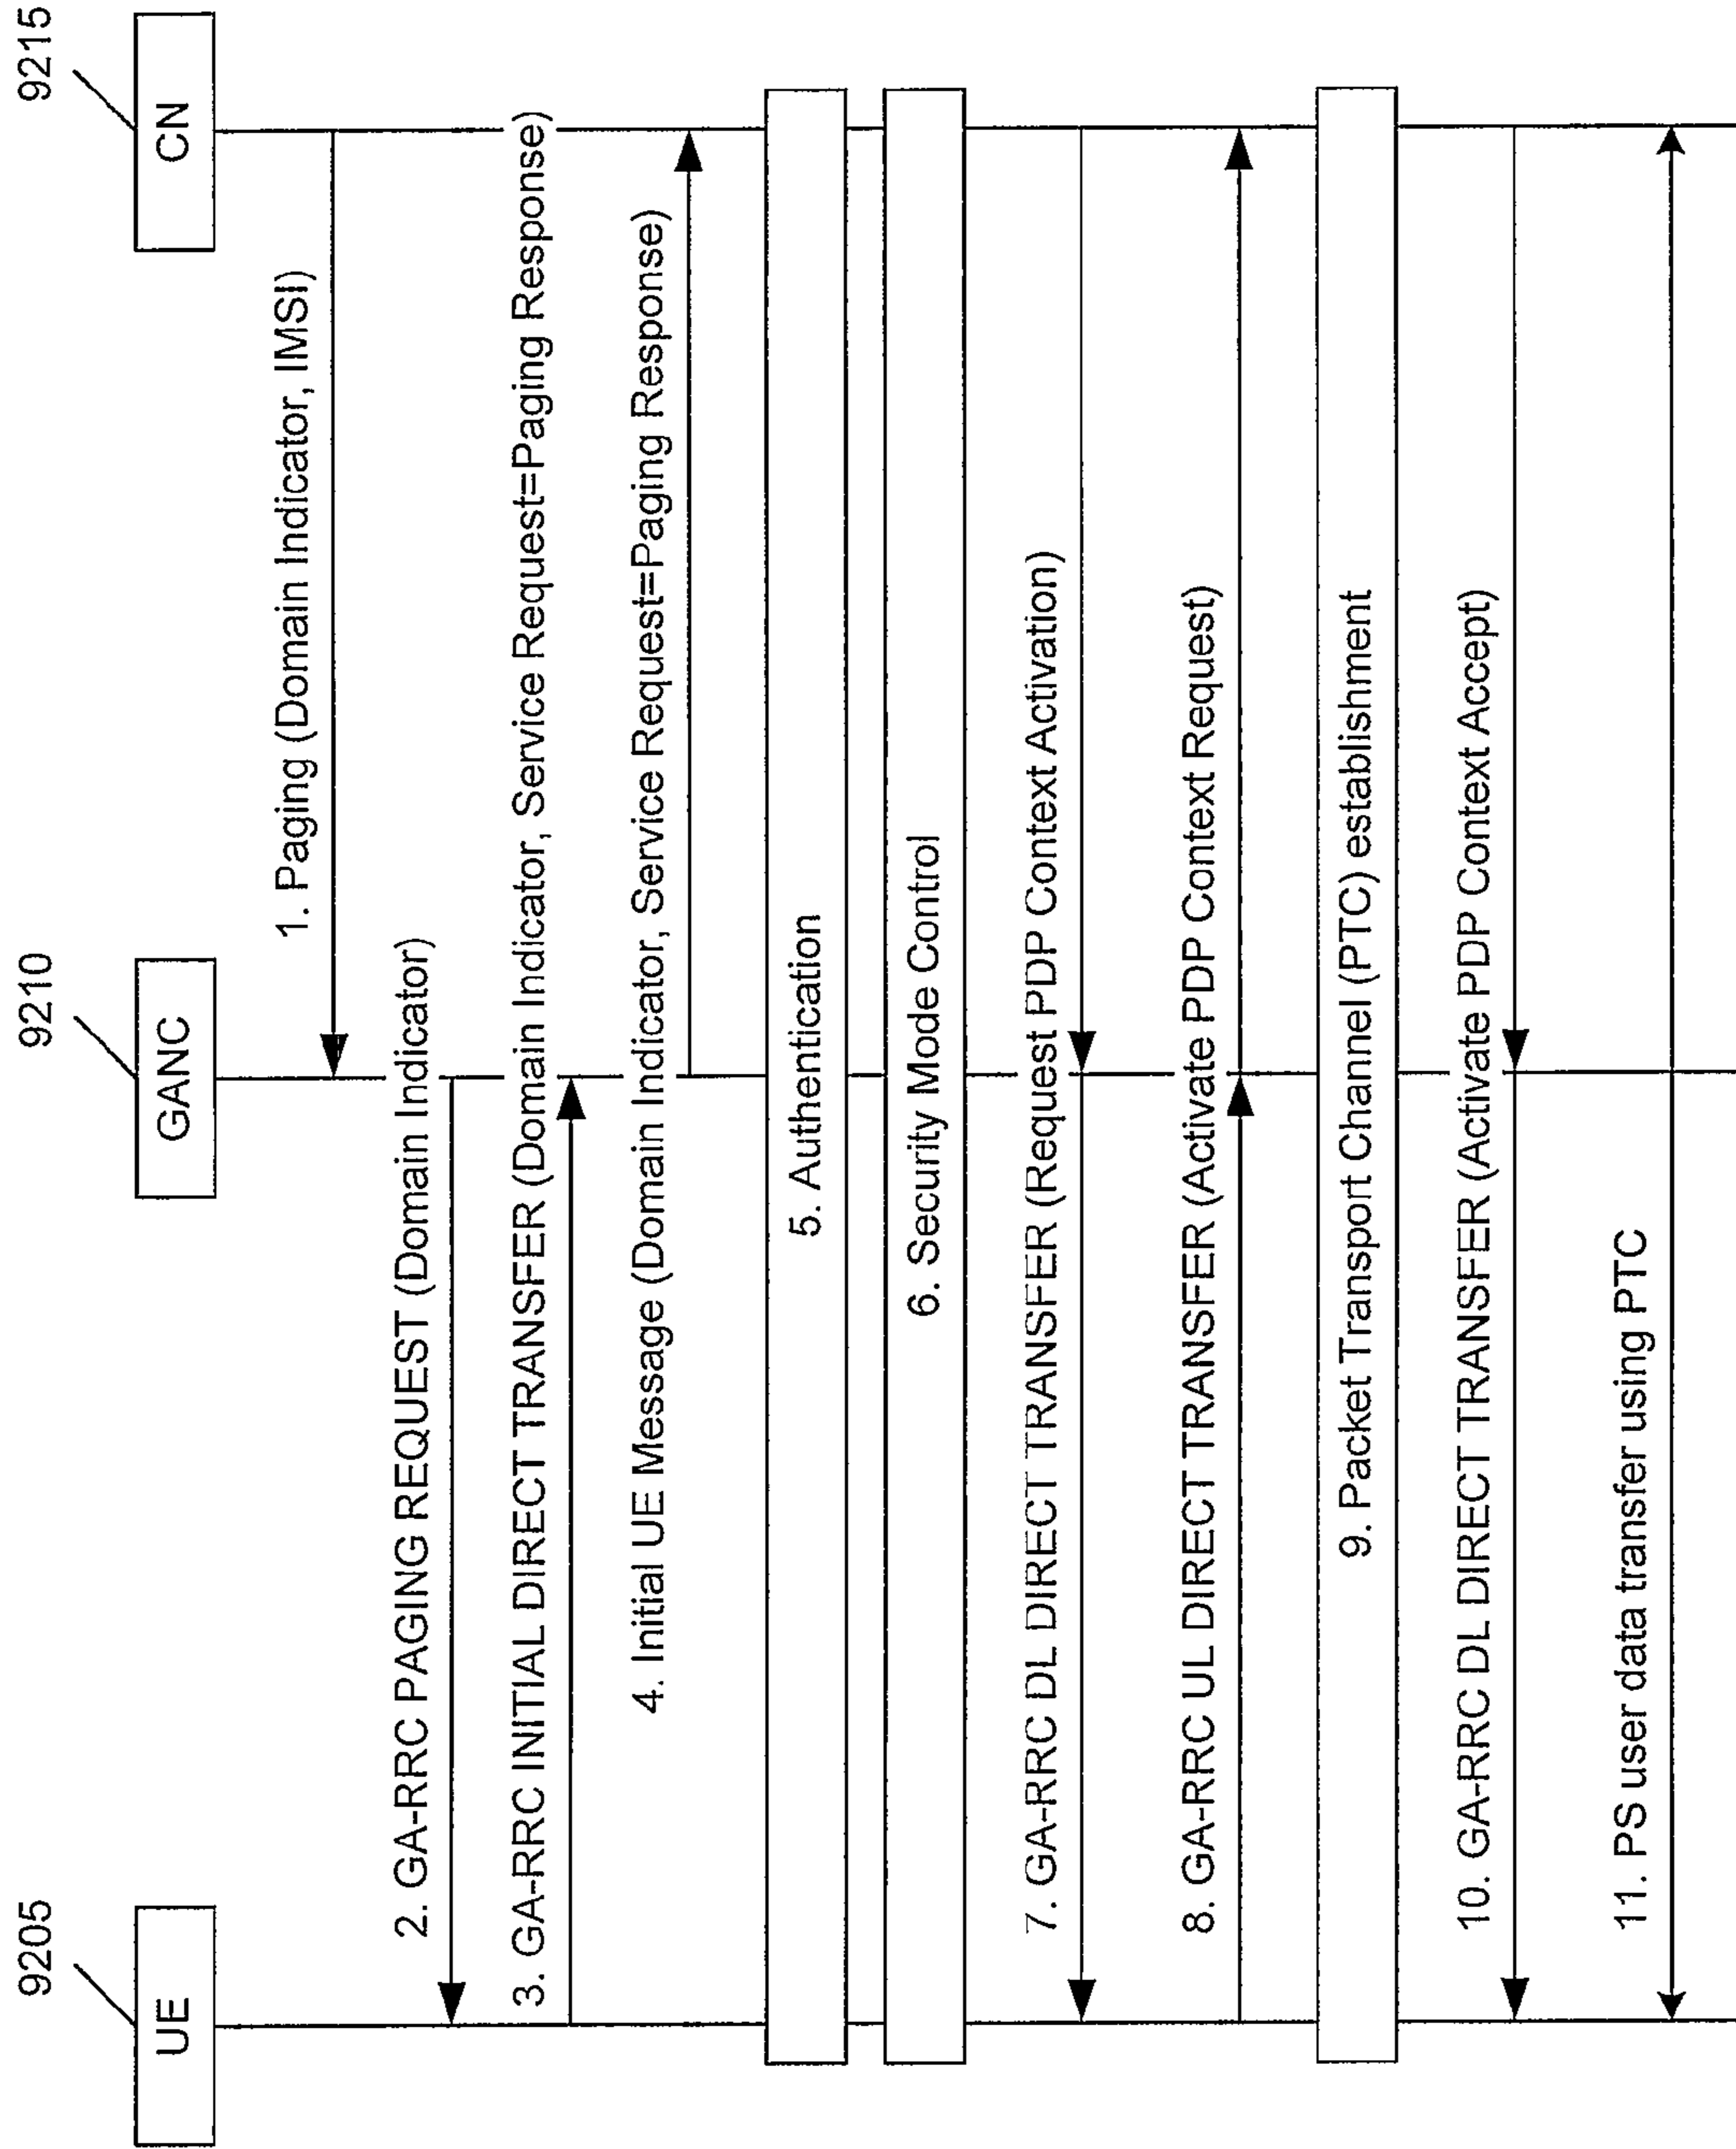 9205
9210
9215
UE
GANC
CN
1. Paging (Domain Indicator, IMSI)
2. GA-RRC PAGING REQUEST (Domain Indicator)
3. GA-RRC INITIAL DIRECT TRANSFER (Domain Indicator, Service Request=Paging Response)
4. Initial UE Message (Domain Indicator, Service Request=Paging Response)
5. Authentication
6. Security Mode Control
7. GA-RRC DL DIRECT TRANSFER (Request PDP Context Activation)
8. GA-RRC UL DIRECT TRANSFER (Activate PDP Context Request)
9. Packet Transport Channel (PTC) establishment
10. GA-RRC DL DIRECT TRANSFER (Activate PDP Context Accept)
11. PS user data transfer using PTC